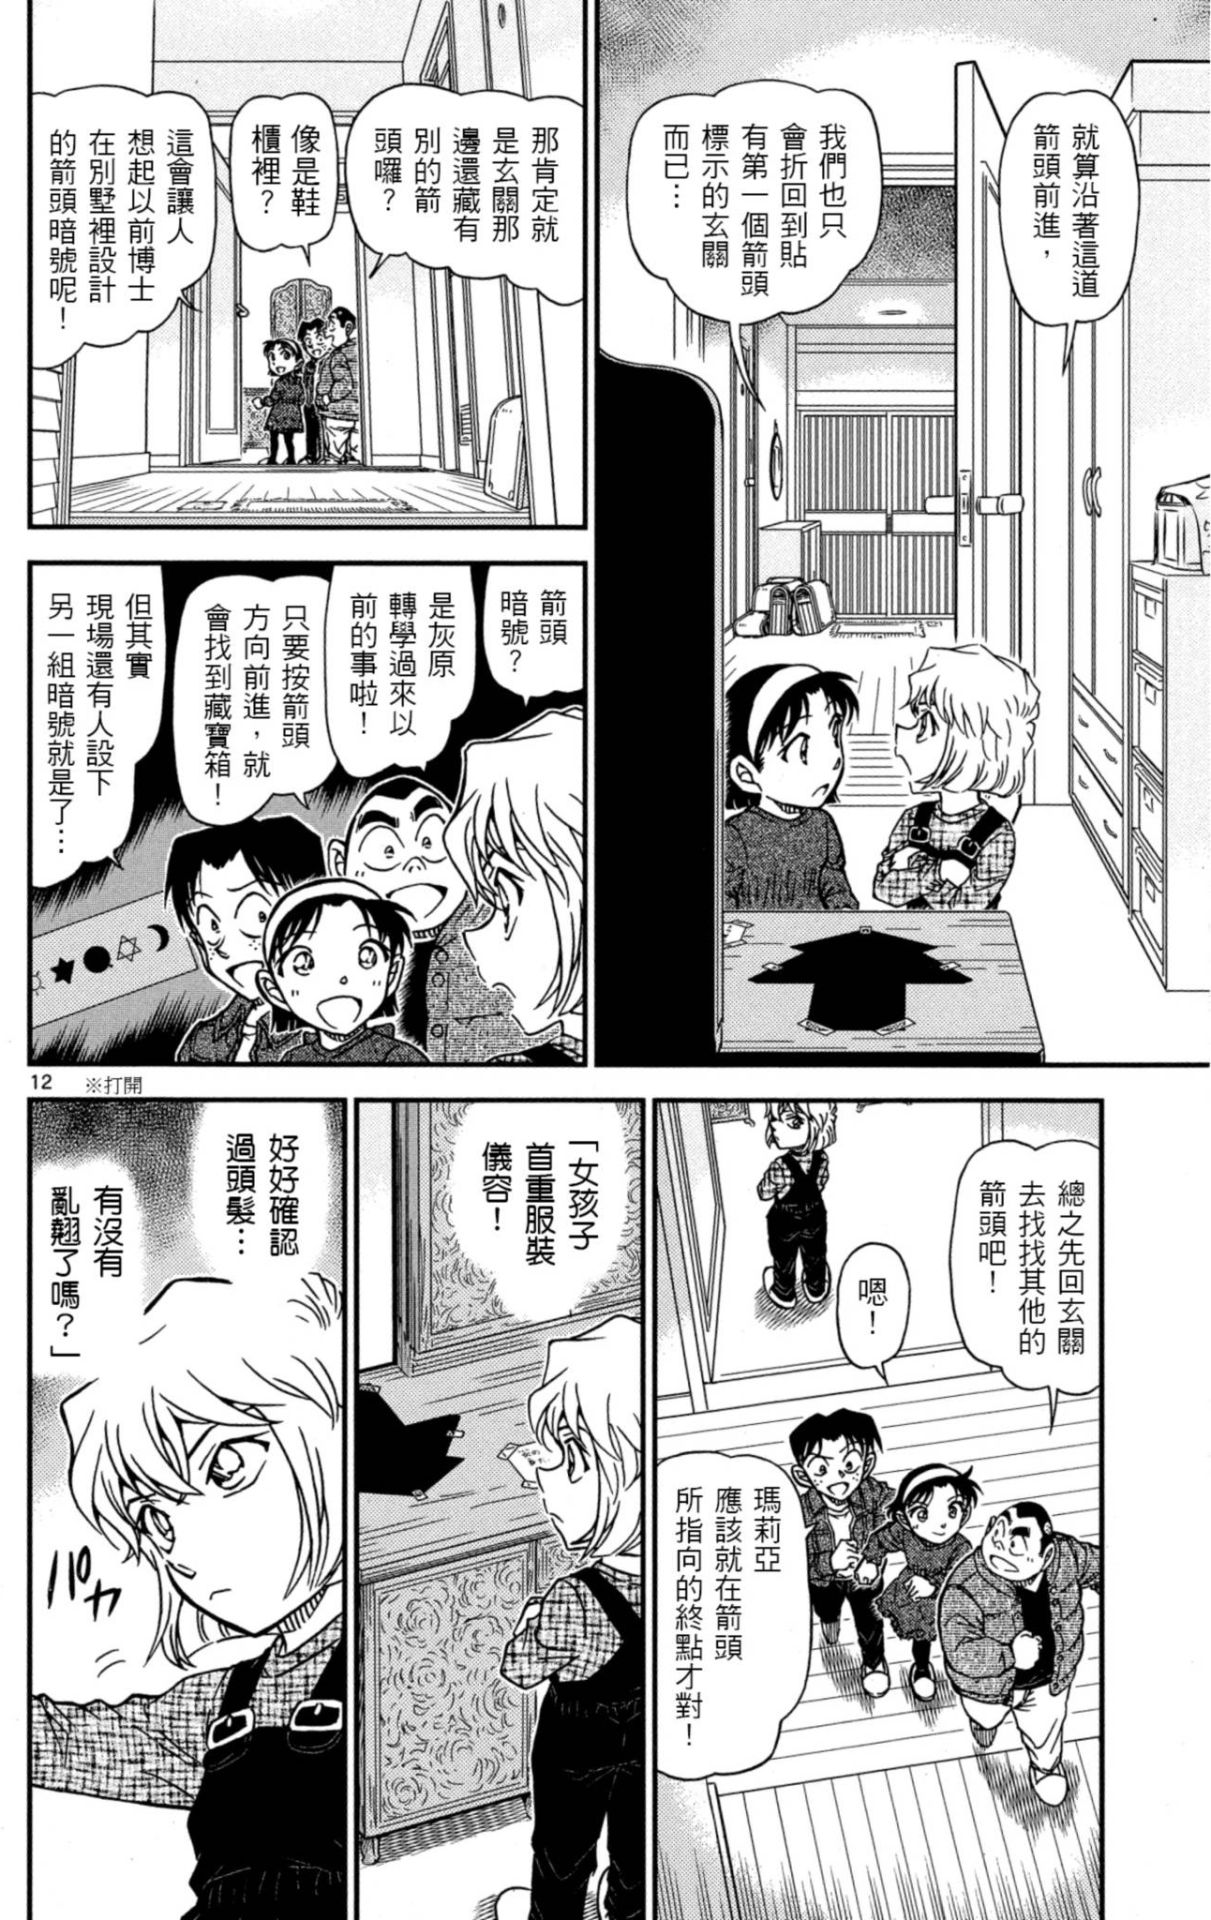 就算沿著這道
箭頭前進，
我們也只
會折回到貼
有第一個箭頭
標示的玄關
而已…
那肯定就
是玄關那
邊還藏有
別的箭
頭囉？
像是鞋
櫃裡？
這會讓人
想起以前博士
在別墅裡設計
的箭頭暗號呢！
箭頭
暗號？
是灰原
轉學過來以
前的事啦！
只要按箭頭
方向前進，就
會找到藏寶箱！
但其實
現場還有人設下
另一組暗號就是了…
12
※打開
總之先回玄關
去找找其他的
箭頭吧！
嗯！
瑪莉亞
應該就在箭頭
所指向的終點才對！
「女孩子
首重服裝
儀容！
好好確認
過頭髮…
有沒有
亂翹了嗎？」
パカ